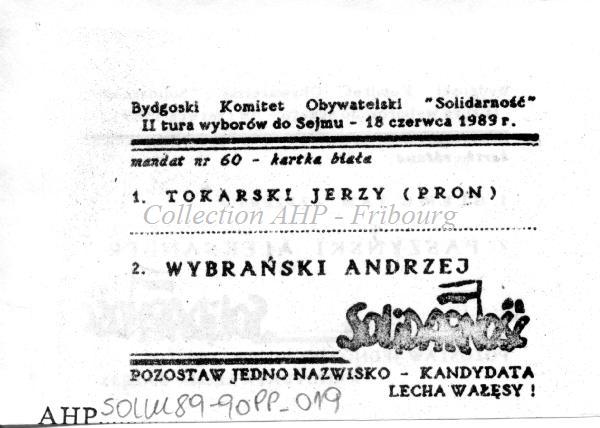 Bydgoski Komitet Obywatelski "Solidarność"
II tura wyborów do Sejmu - 18 czerwca 1989 r.
mandat nr 60 - kartka biała
1. TOKARSKI JERZY (PRON)
Collection AHP - Fribourg
2. WYBRAŃSKI ANDRZEJ
SOLIDARNOŚĆ
POZOSTAW JEDNO NAZWISKO - KANDYDATA
LECHA WAŁĘSY !
AHP....SOLVM89-90PP_019